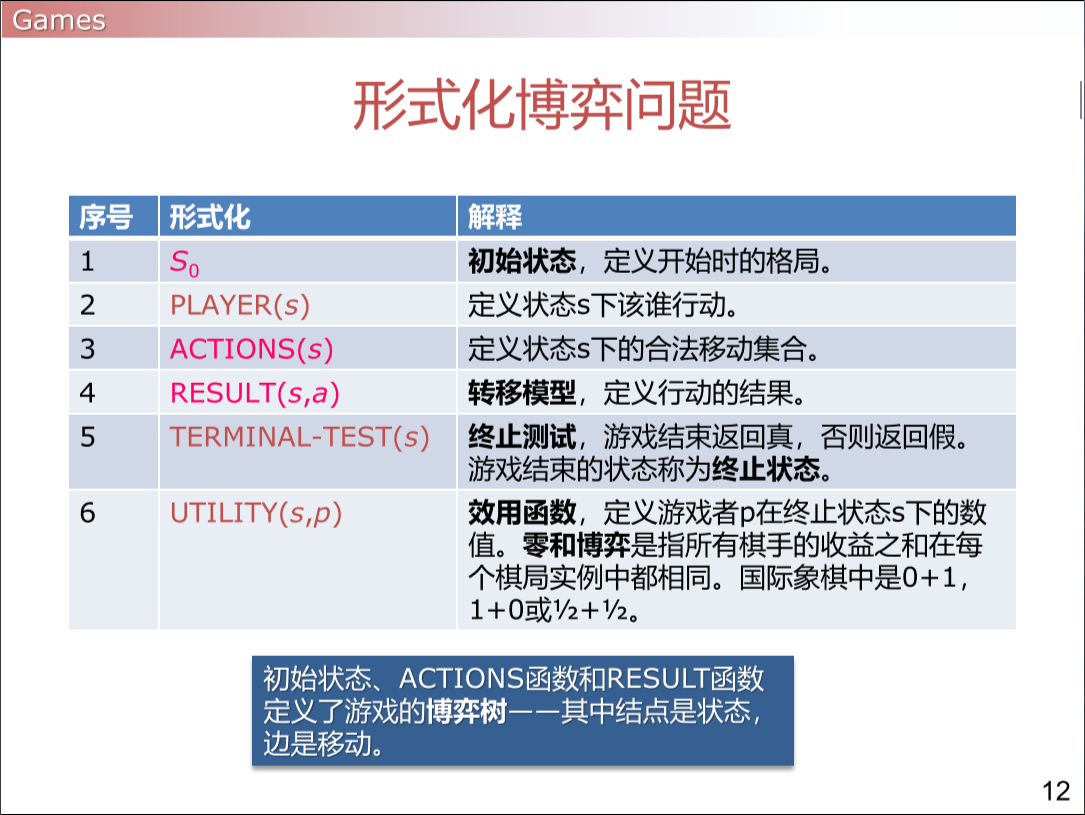 Games
形式化博弈问题
序号 形式化 解释
1 S0 初始状态，定义开始时的格局。
2 PLAYER(s) 定义状态s下该谁行动。
3 ACTIONS(s) 定义状态s下的合法移动集合。
4 RESULT(s,a) 转移模型，定义行动的结果。
5 TERMINAL-TEST(s) 终止测试，游戏结束返回真，否则返回假。
游戏结束的状态称为终止状态。
6 UTILITY(s,p) 效用函数，定义游戏者p在终止状态s下的数
值。零和博弈是指所有棋手的收益之和在每
个棋局实例中都相同。国际象棋中是0+1，
1+0或½+½。
初始状态、ACTIONS函数和RESULT函数
定义了游戏的博弈树——其中结点是状态，
边是移动。
12